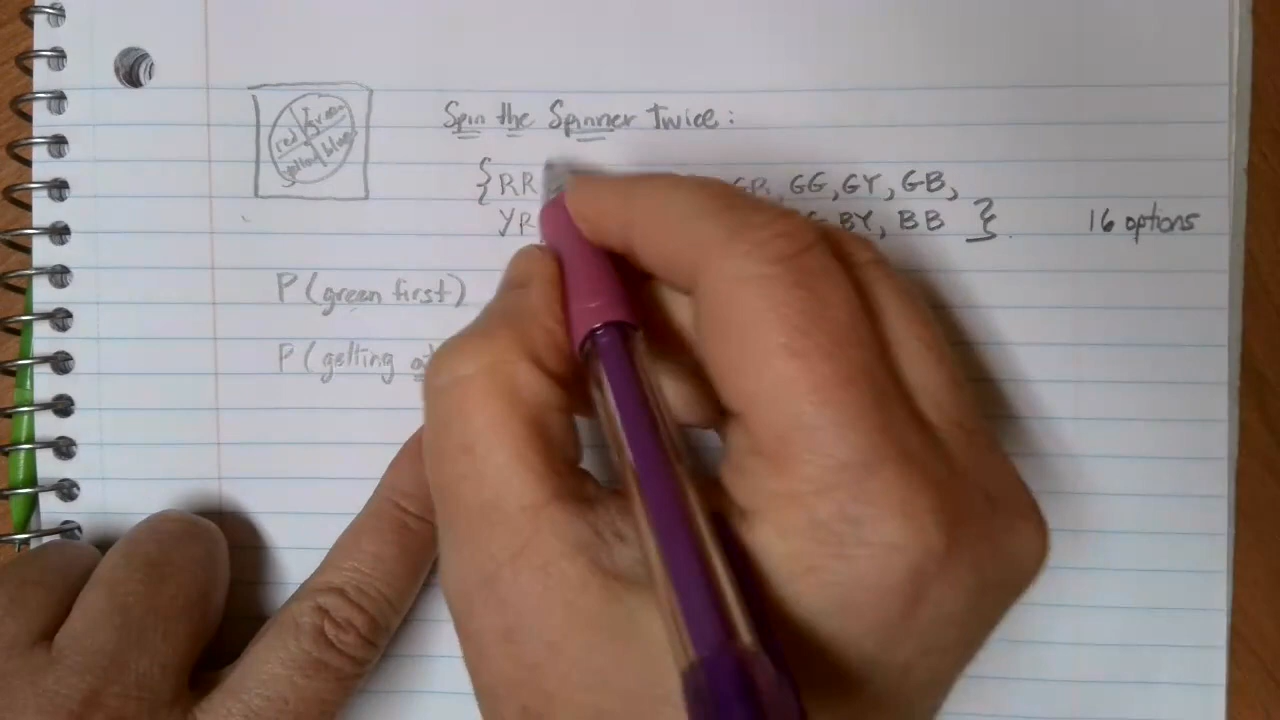 red green
yellow blue
Spin the Spinner Twice:
{RR GG, GY, GB,
YR BY, BB } 16 options
P(green first)
P(getting